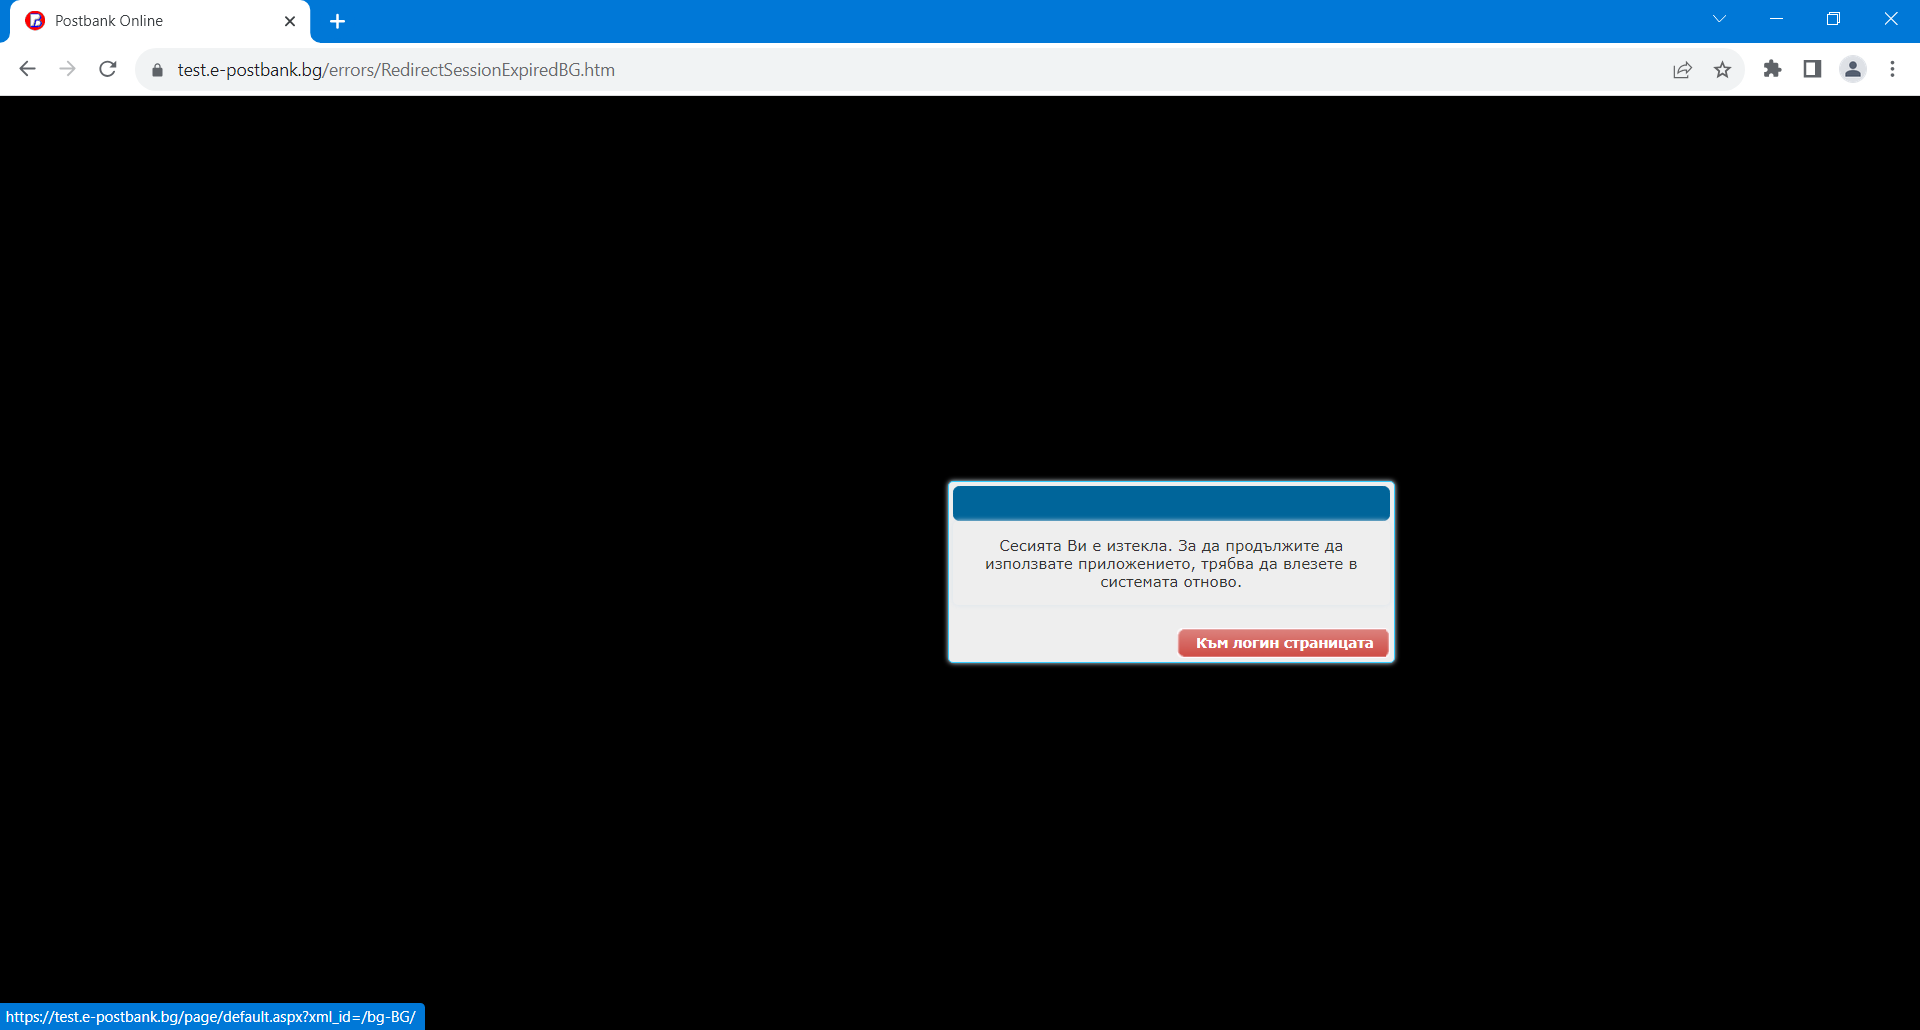 Postbank Online
test.e-postbank.bg/errors/RedirectSessionExpiredBG.htm
Сесията Ви е изтекла. За да продължите да
използвате приложението, трябва да влезете в
системата отново.
Към логин страницата
https://test.e-postbank.bg/page/default.aspx?xml_id=/bg-BG/